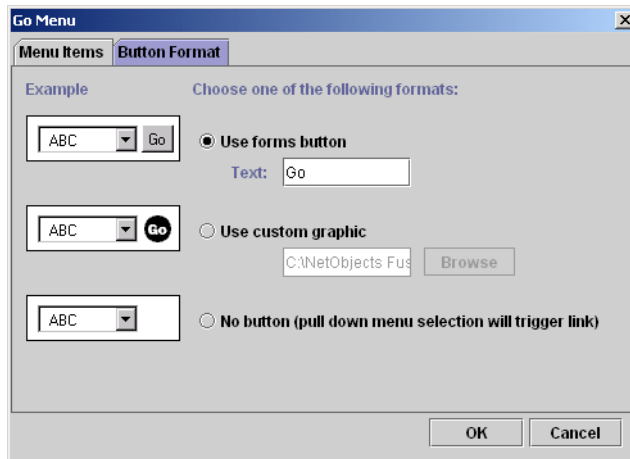 Go Menu
Menu Items Button Format
Example Choose one of the following formats:
ABC Go Use forms button
Text: Go
ABC Go Use custom graphic
C:\NetObjects Fus Browse
ABC No button (pull down menu selection will trigger link)
OK Cancel